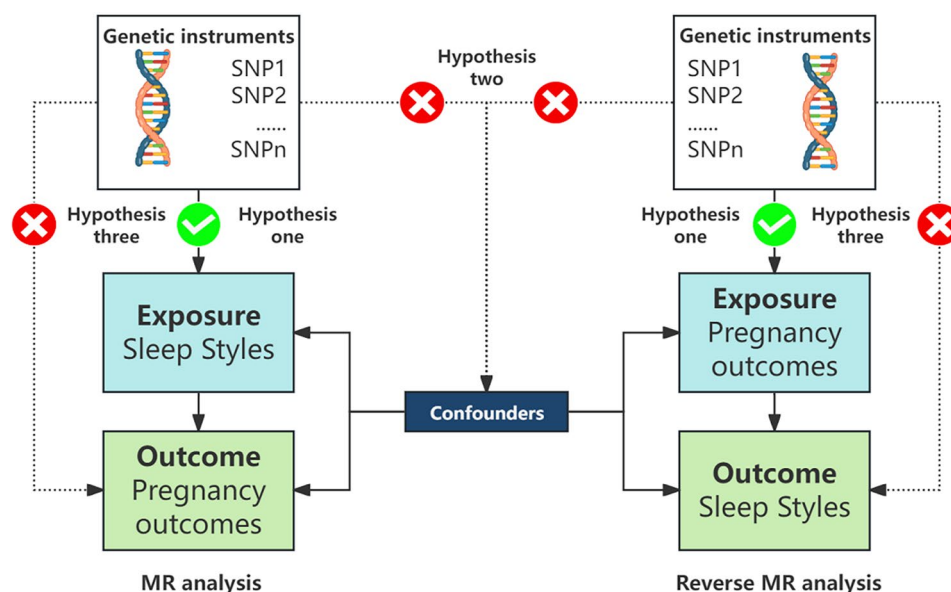 Genetic instruments
SNP1
SNP2
......
SNPn
Hypothesis
two
Genetic instruments
SNP1
SNP2
......
SNPn
Hypothesis
three
Hypothesis
one
Hypothesis
one
Hypothesis
three
Exposure
Sleep Styles
Exposure
Pregnancy
outcomes
Confounders
Outcome
Pregnancy
outcomes
Outcome
Sleep Styles
MR analysis
Reverse MR analysis